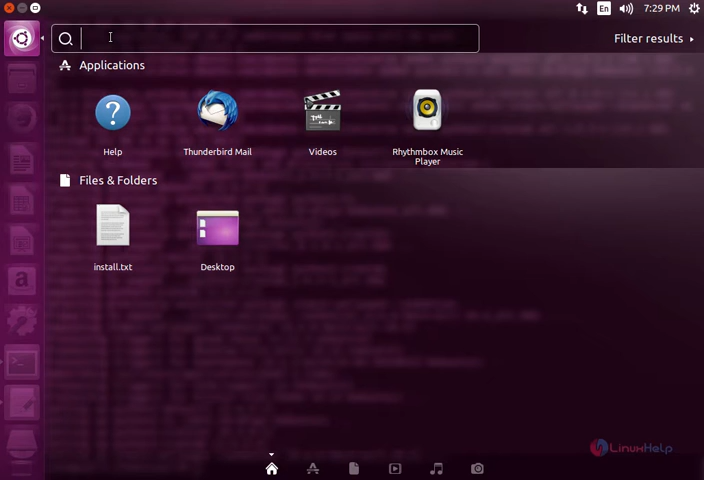 En
7:29 PM
Filter results
Applications
Help
Thunderbird Mail
Videos
Rhythmbox Music
Player
Files & Folders
install.txt
Desktop
LinuxHelp